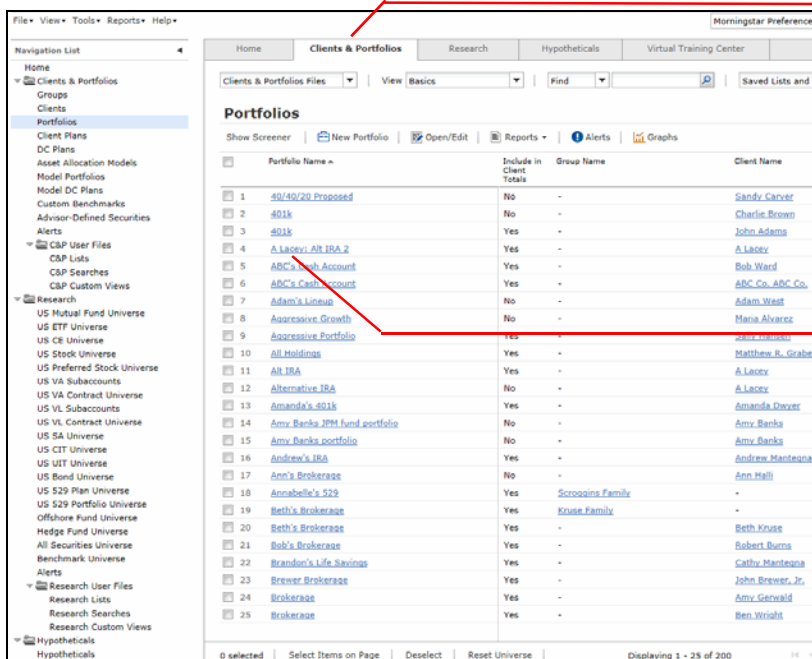 File▾ View▾ Tools▾ Reports▾ Help▾
Morningstar Preference
Navigation List
Home
Clients & Portfolios
Groups
Clients
Portfolios
Client Plans
DC Plans
Asset Allocation Models
Model Portfolios
Model DC Plans
Custom Benchmarks
Advisor-Defined Securities
Alerts
C&P User Files
C&P Lists
C&P Searches
C&P Custom Views
Research
US Mutual Fund Universe
US ETF Universe
US CE Universe
US Stock Universe
US Preferred Stock Universe
US VA Subaccounts
US VA Contract Universe
US VL Subaccounts
US VL Contract Universe
US SA Universe
US CIT Universe
US UIT Universe
US Bond Universe
US 529 Plan Universe
US 529 Portfolio Universe
Offshore Fund Universe
Hedge Fund Universe
All Securities Universe
Benchmark Universe
Alerts
Research User Files
Research Lists
Research Searches
Research Custom Views
Hypotheticals
Hypotheticals
Home Clients & Portfolios Research Hypotheticals Virtual Training Center
Clients & Portfolios Files View Basics Find Saved Lists and
Portfolios
Show Screener New Portfolio Open/Edit Reports Alerts Graphs
Portfolio Name Include in Client Totals Group Name Client Name
1 40/40/20 Proposed No - Sandy Carver
2 401k No - Charlie Brown
3 401k Yes - John Adams
4 A Lacey: Alt IRA 2 Yes - A Lacey
5 ABC's Cash Account Yes - Bob Ward
6 ABC's Cash Account Yes - ABC Co. ABC Co.
7 Adam's Lineup No - Adam West
8 Aggressive Growth No - Maria Alvarez
9 Aggressive Portfolio Yes - Sally Hansen
10 All Holdings Yes - Matthew R. Grabe
11 Alt IRA Yes - A Lacey
12 Alternative IRA No - A Lacey
13 Amanda's 401k Yes - Amanda Dwyer
14 Amy Banks JPM fund portfolio No - Amy Banks
15 Amy Banks portfolio No - Amy Banks
16 Andrew's IRA Yes - Andrew Mantegna
17 Ann's Brokerage No - Ann Halli
18 Annabelle's 529 Yes Scroggins Family -
19 Beth's Brokerage Yes Kruse Family -
20 Beth's Brokerage Yes - Beth Kruse
21 Bob's Brokerage Yes - Robert Burns
22 Brandon's Life Savings Yes - Cathy Mantegna
23 Brewer Brokerage Yes - John Brewer, Jr.
24 Brokerage Yes - Amy Gerwald
25 Brokerage Yes - Ben Wright
0 selected Select Items on Page Deselect Reset Universe Displaying 1 - 25 of 200